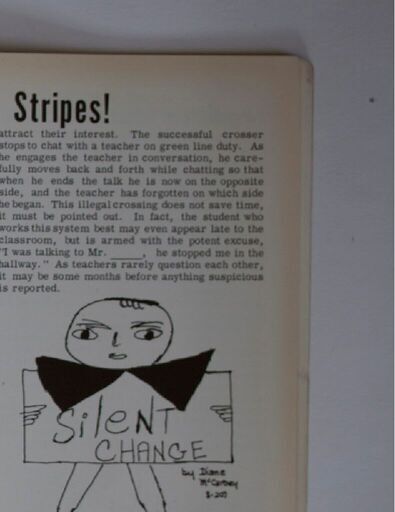 Stripes!
attract their interest. The successful crosser
stops to chat with a teacher on green line duty. As
he engages the teacher in conversation, he care-
fully moves back and forth while chatting so that
when he ends the talk he is now on the opposite
side, and the teacher has forgotten on which side
he began. This illegal crossing does not save time,
it must be pointed out. In fact, the student who
works this system best may even appear late to the
classroom, but is armed with the potent excuse,
"I was talking to Mr. ______, he stopped me in the
hallway." As teachers rarely question each other,
it may be some months before anything suspicious
is reported.
SileNT
CHANGE
by Diane
McCartney
8-207